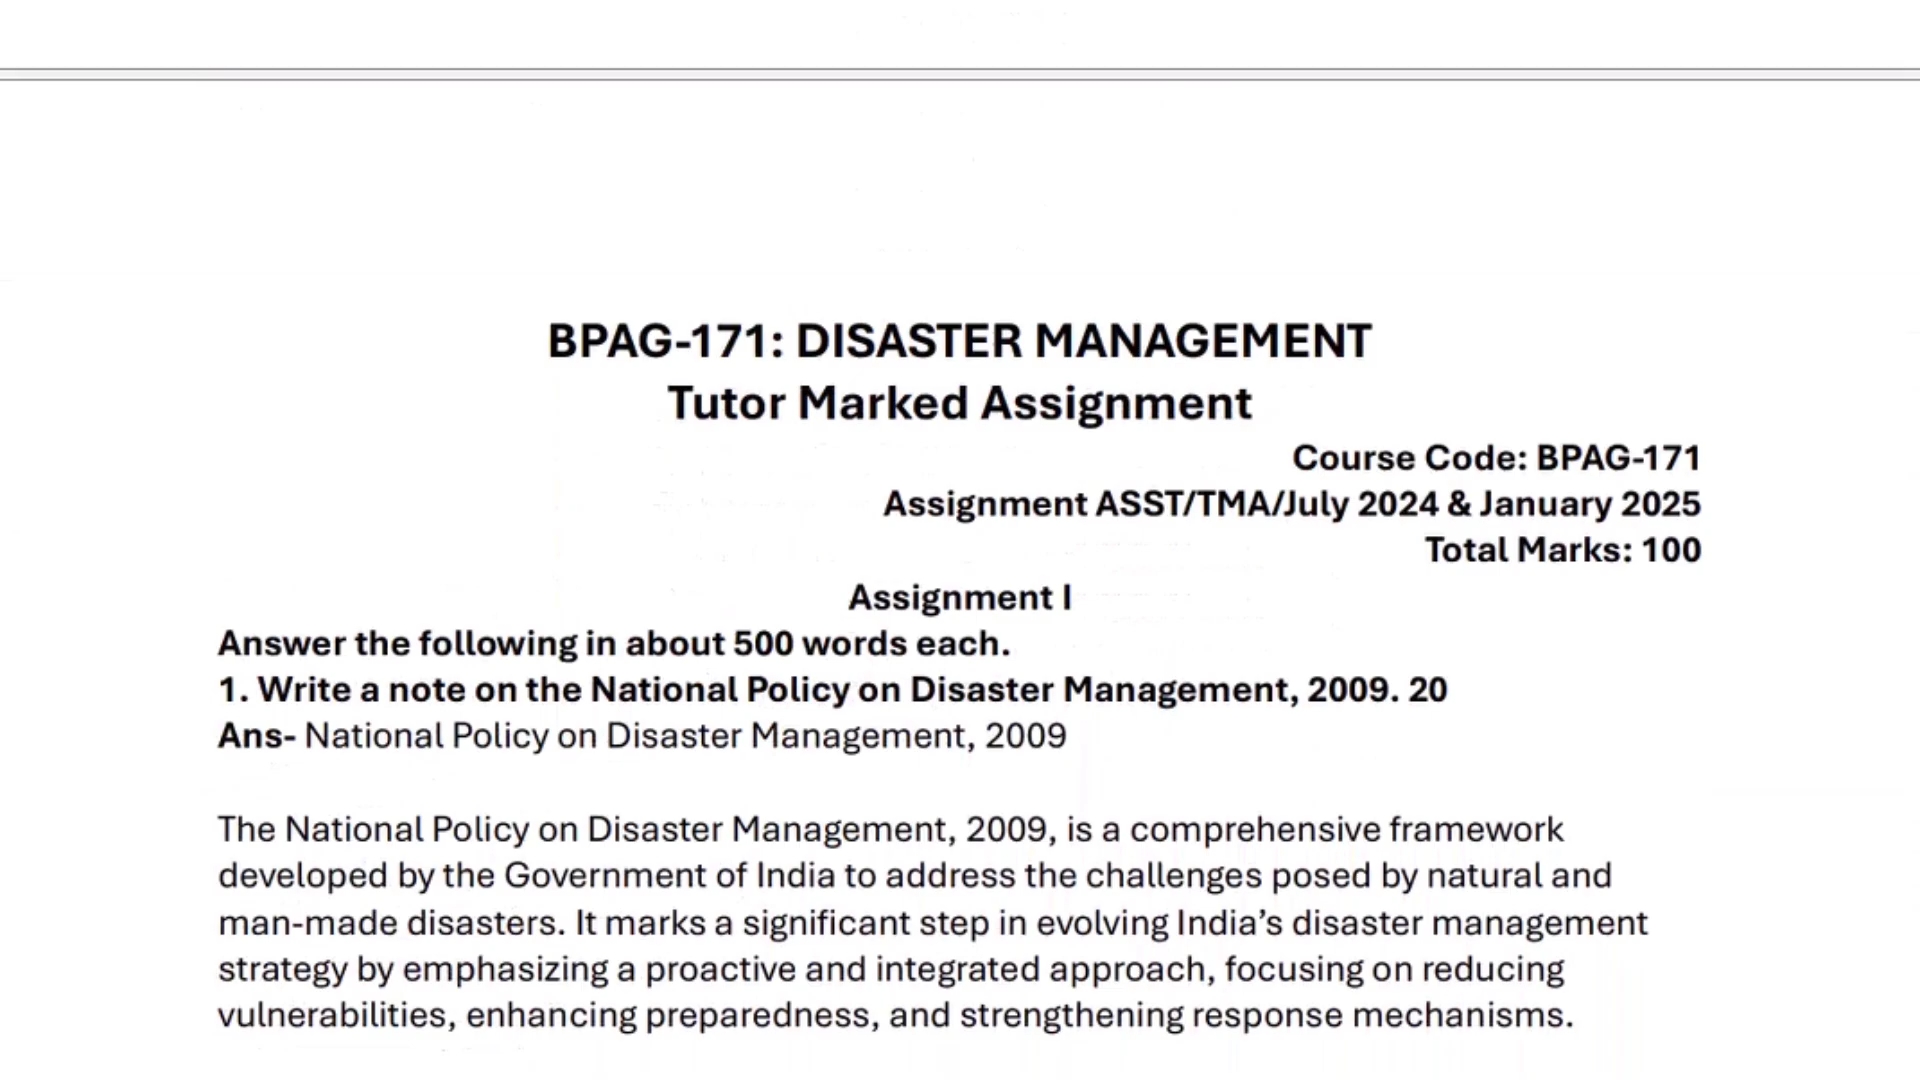 BPAG-171: DISASTER MANAGEMENT
Tutor Marked Assignment
Course Code: BPAG-171
Assignment ASST/TMA/July 2024 & January 2025
Total Marks: 100
Assignment I
Answer the following in about 500 words each.
1. Write a note on the National Policy on Disaster Management, 2009. 20
Ans- National Policy on Disaster Management, 2009
The National Policy on Disaster Management, 2009, is a comprehensive framework
developed by the Government of India to address the challenges posed by natural and
man-made disasters. It marks a significant step in evolving India’s disaster management
strategy by emphasizing a proactive and integrated approach, focusing on reducing
vulnerabilities, enhancing preparedness, and strengthening response mechanisms.